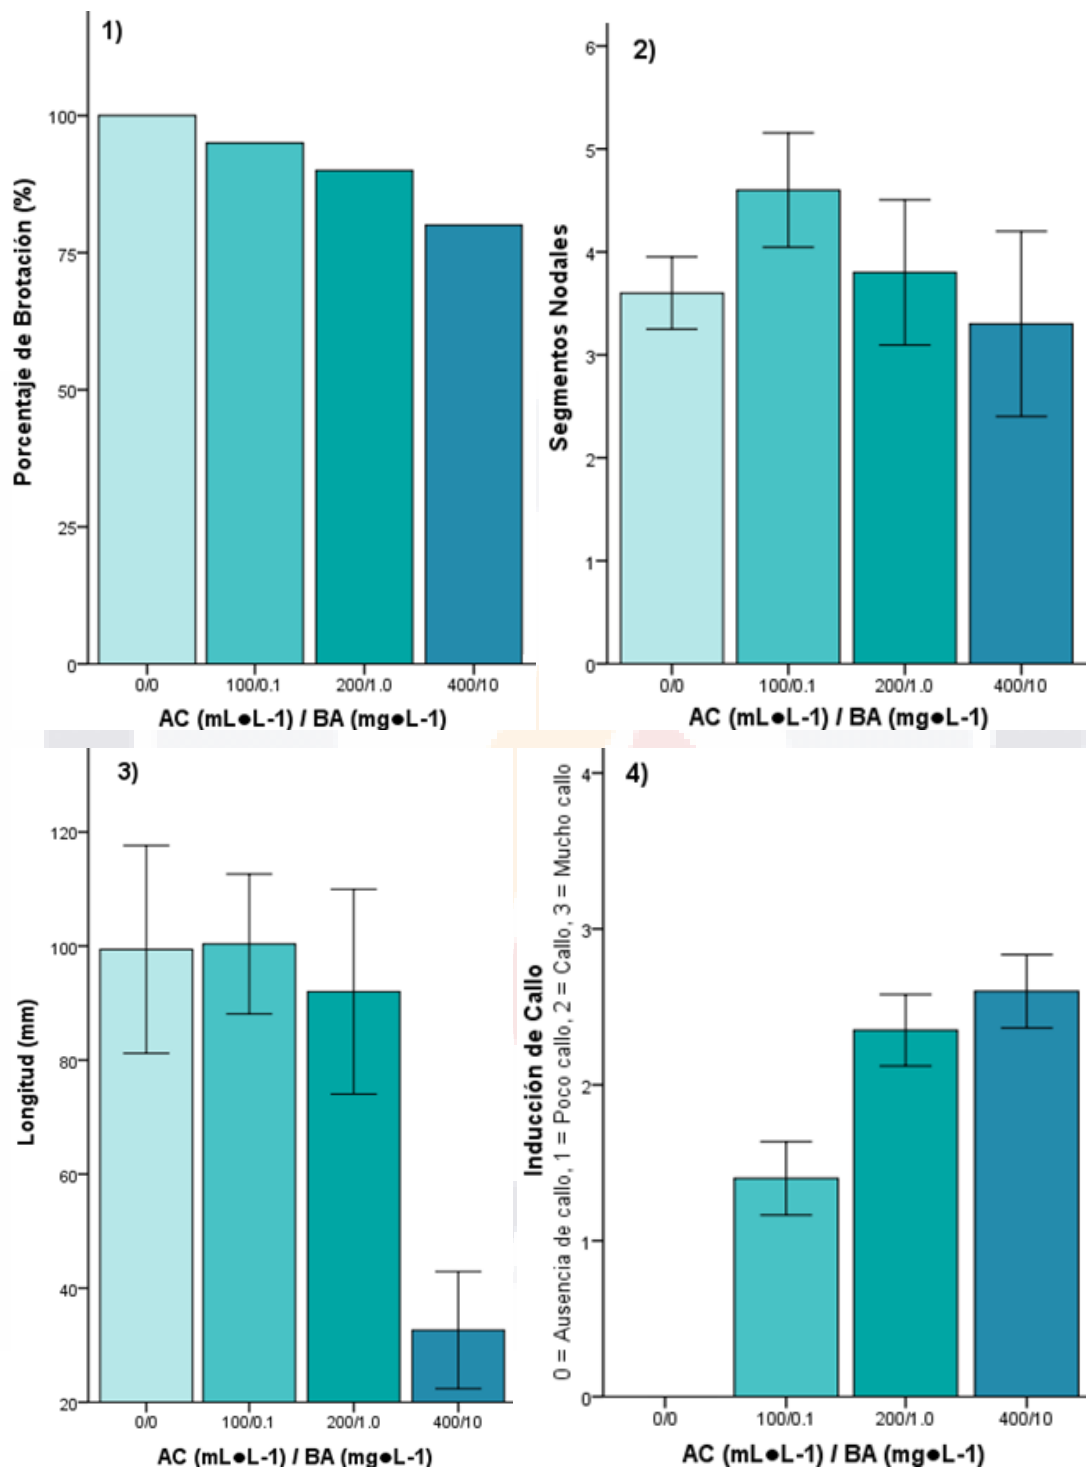 1)
Porcentaje de Brotación (%)
100
75
50
25
0
0/0 100/0.1 200/1.0 400/10
AC (mL●L-1) / BA (mg●L-1)
2)
Segmentos Nodales
6
5
4
3
2
1
0
0/0 100/0.1 200/1.0 400/10
AC (mL●L-1) / BA (mg●L-1)
3)
Longitud (mm)
120
100
80
60
40
20
0/0 100/0.1 200/1.0 400/10
AC (mL●L-1) / BA (mg●L-1)
4)
Inducción de Callo
0 = Ausencia de callo, 1 = Poco callo, 2 = Callo, 3 = Mucho callo
4
3
2
1
0
0/0 100/0.1 200/1.0 400/10
AC (mL●L-1) / BA (mg●L-1)